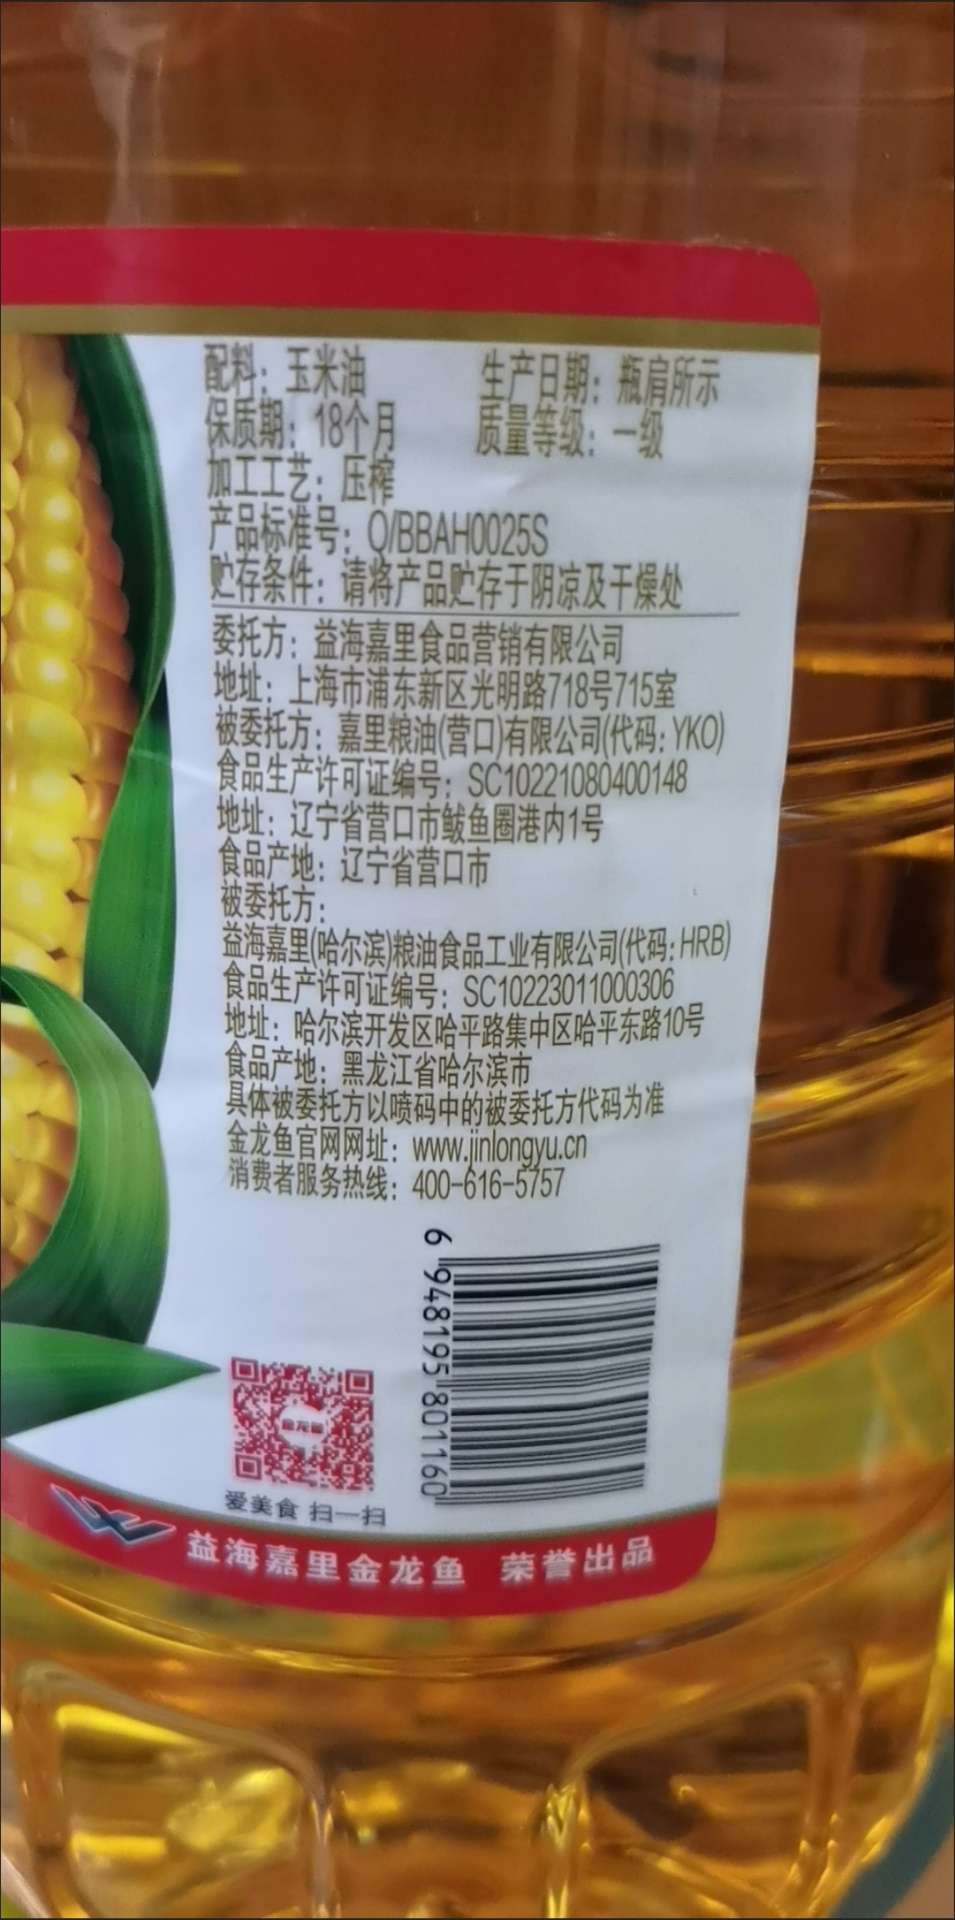 配料：玉米油 生产日期：瓶肩所示
保质期：18个月 质量等级：一级
加工工艺：压榨
产品标准号：Q/BBAH0025S
贮存条件：请将产品贮存于阴凉及干燥处
委托方：益海嘉里食品营销有限公司
地址：上海市浦东新区光明路718号715室
被委托方：嘉里粮油(营口)有限公司(代码：YKO)
食品生产许可证编号：SC10221080400148
地址：辽宁省营口市鲅鱼圈港内1号
食品产地：辽宁省营口市
被委托方：
益海嘉里(哈尔滨)粮油食品工业有限公司(代码：HRB)
食品生产许可证编号：SC10223011000306
地址：哈尔滨开发区哈平路集中区哈平东路10号
食品产地：黑龙江省哈尔滨市
具体被委托方以喷码中的被委托方代码为准
金龙鱼官网网址：www.jinlongyu.cn
消费者服务热线：400-616-5757
6 948195 801160
金龙鱼
爱美食 扫一扫
益海嘉里金龙鱼 荣誉出品